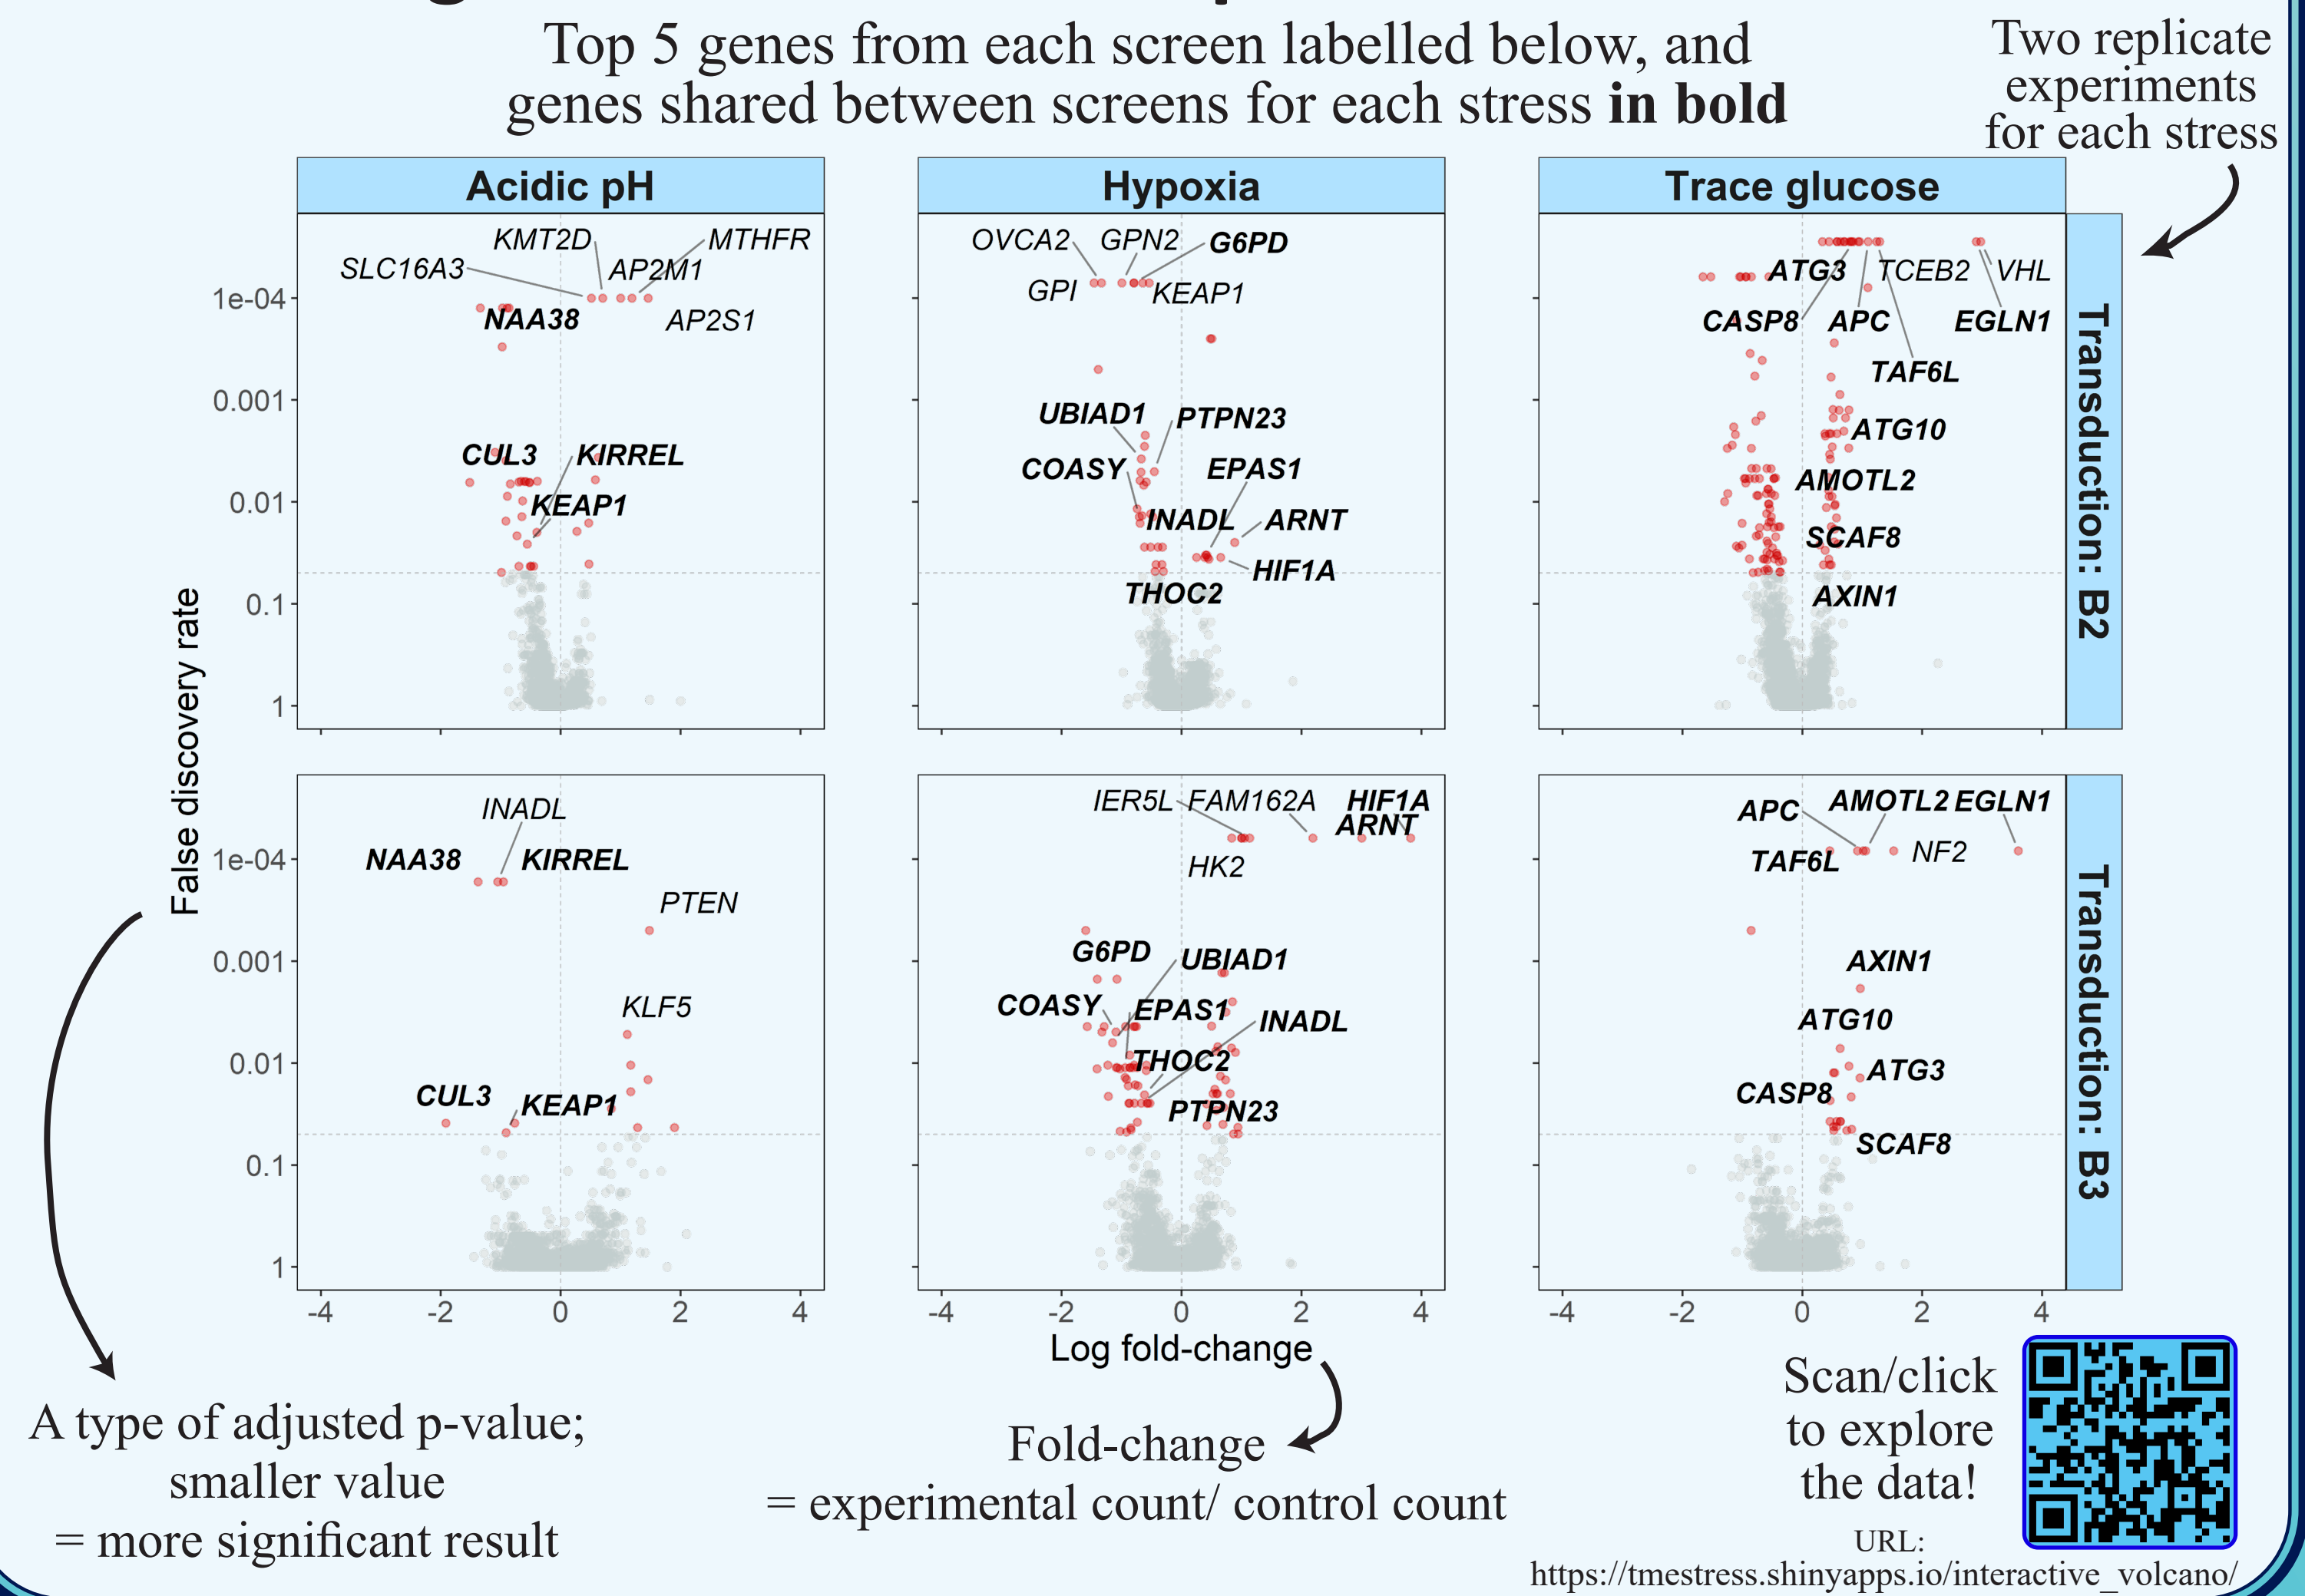 Top 5 genes from each screen labelled below, and
genes shared between screens for each stress in bold
Two replicate
experiments
for each stress
Acidic pH
Hypoxia
Trace glucose
Transduction: B2
Transduction: B3
False discovery rate
1e-04
0.001
0.01
0.1
1
KMT2D
MTHFR
SLC16A3
AP2M1
NAA38
AP2S1
CUL3
KIRREL
KEAP1
OVCA2
GPN2
G6PD
GPI
KEAP1
UBIAD1
PTPN23
COASY
EPAS1
INADL
ARNT
HIF1A
THOC2
ATG3
TCEB2
VHL
CASP8
APC
EGLN1
TAF6L
ATG10
AMOTL2
SCAF8
AXIN1
1e-04
0.001
0.01
0.1
1
INADL
NAA38
KIRREL
PTEN
KLF5
CUL3
KEAP1
IER5L
FAM162A
HIF1A
ARNT
HK2
G6PD
UBIAD1
COASY
EPAS1
INADL
THOC2
PTPN23
APC
AMOTL2
EGLN1
TAF6L
NF2
AXIN1
ATG10
ATG3
CASP8
SCAF8
-4 -2 0 2 4
-4 -2 0 2 4
-4 -2 0 2 4
Log fold-change
A type of adjusted p-value;
smaller value
= more significant result
Fold-change
= experimental count/ control count
Scan/click
to explore
the data!
URL:
https://tmestress.shinyapps.io/interactive_volcano/